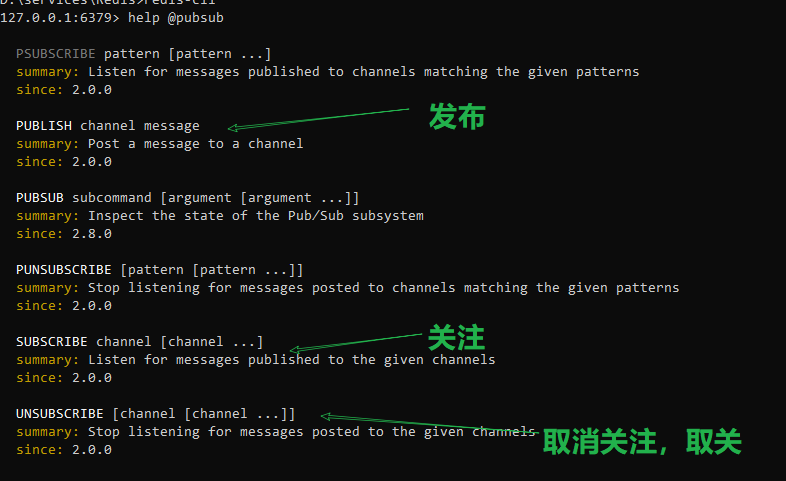 D:\services\Redis>redis-cli
127.0.0.1:6379> help @pubsub
PSUBSCRIBE pattern [pattern ...]
summary: Listen for messages published to channels matching the given patterns
since: 2.0.0
PUBLISH channel message
发布
summary: Post a message to a channel
since: 2.0.0
PUBSUB subcommand [argument [argument ...]]
summary: Inspect the state of the Pub/Sub subsystem
since: 2.8.0
PUNSUBSCRIBE [pattern [pattern ...]]
summary: Stop listening for messages posted to channels matching the given patterns
since: 2.0.0
SUBSCRIBE channel [channel ...]
关注
summary: Listen for messages published to the given channels
since: 2.0.0
UNSUBSCRIBE [channel [channel ...]]
summary: Stop listening for messages posted to the given channels
取消关注，取关
since: 2.0.0